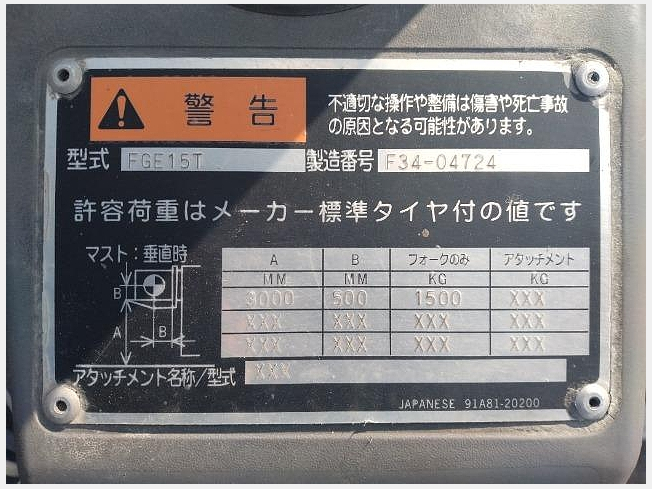 警告
不適切な操作や整備は傷害や死亡事故
の原因となる可能性があります。
型式 FGE15T 製造番号 F34-04724
許容荷重はメーカー標準タイヤ付の値です
マスト：垂直時
A B フォークのみ アタッチメント
MM MM KG KG
3000 500 1500 XXX
XXX XXX XXX XXX
XXX XXX XXX XXX
B
A B
アタッチメント名称/型式 XXX
JAPANESE 91A81-20200